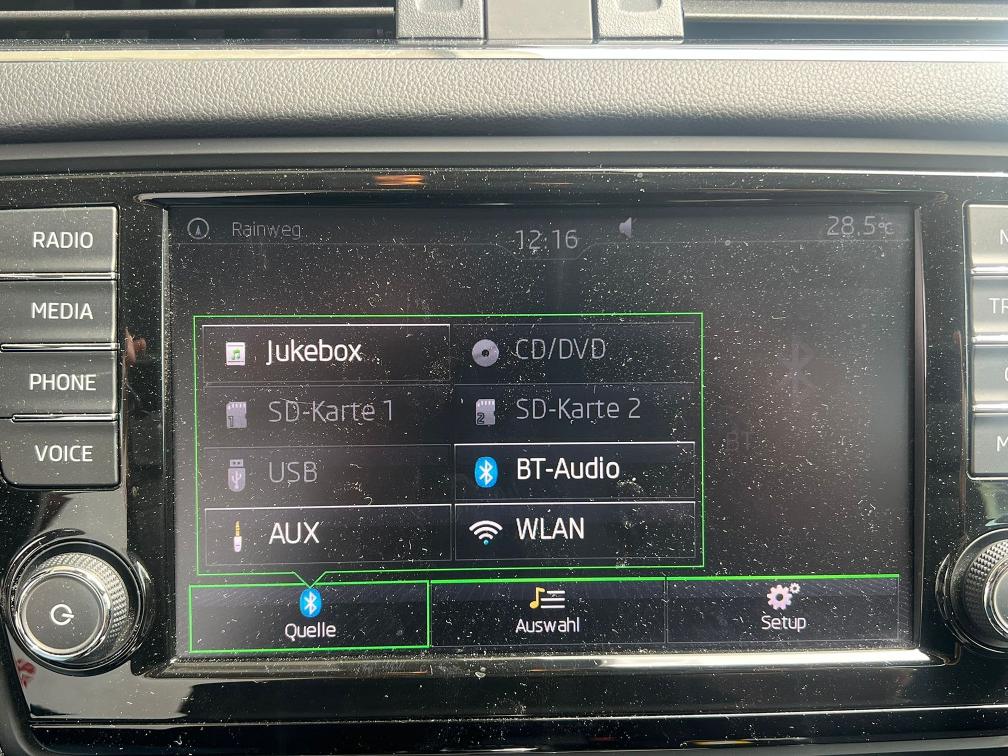 RADIO
MEDIA
PHONE
VOICE
Rainweg
12:16
28.5°C
Jukebox
CD/DVD
SD-Karte 1
SD-Karte 2
USB
BT-Audio
AUX
WLAN
BT
Quelle
Auswahl
Setup